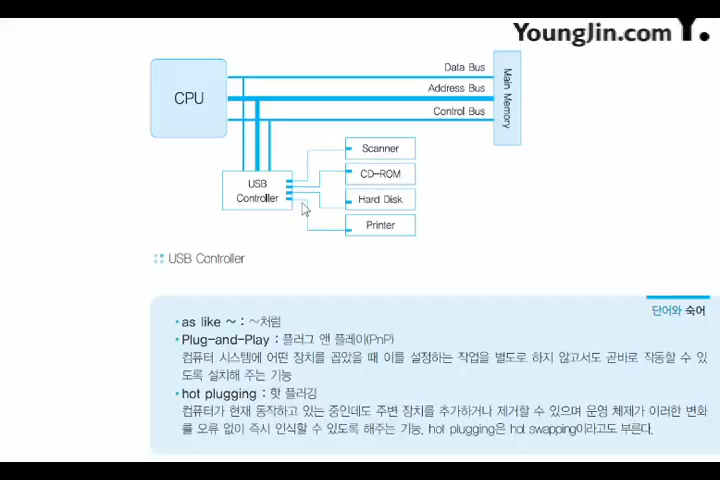 YoungJin.com Y.
Data Bus
CPU
Address Bus
Main Memory
Control Bus
Scanner
CD-ROM
USB
Controller
Hard Disk
Printer
USB Controller
단어와 숙어
• as like ~ : ~처럼
• Plug-and-Play : 플러그 앤 플레이(PnP)
컴퓨터 시스템에 어떤 장치를 꼽았을 때 이를 설정하는 작업을 별도로 하지 않고서도 곧바로 작동할 수 있
도록 설치해 주는 기능
• hot plugging : 핫 플러깅
컴퓨터가 현재 동작하고 있는 중인데도 주변 장치를 추가하거나 제거할 수 있으며 운영 체제가 이러한 변화
를 오류 없이 즉시 인식할 수 있도록 해주는 기능. hot plugging은 hot swapping이라고도 부른다.